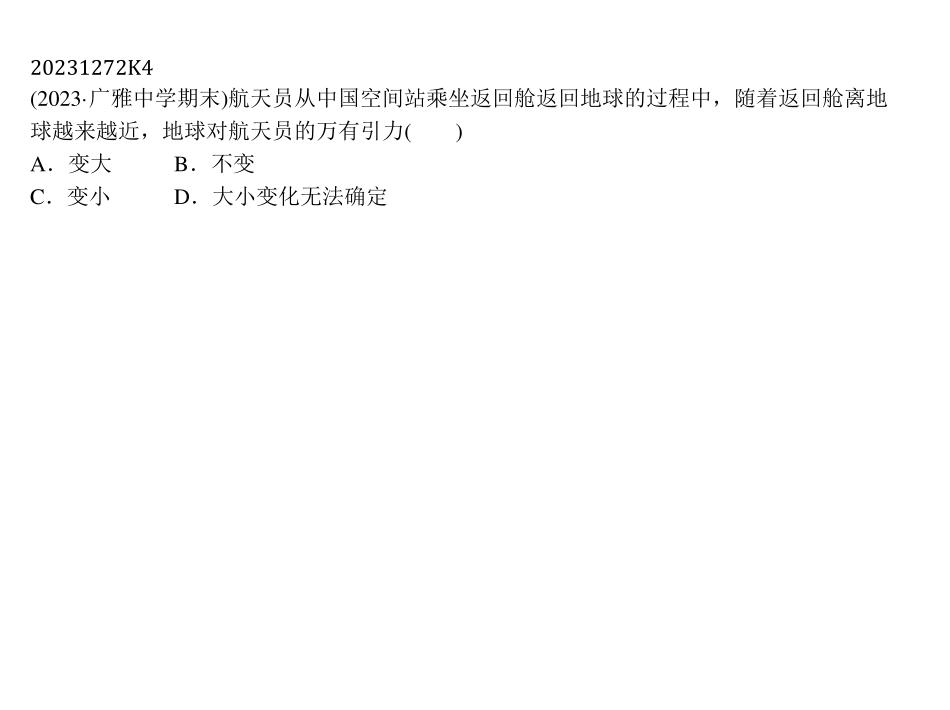 20231272K4
(2023·广雅中学期末)航天员从中国空间站乘坐返回舱返回地球的过程中，随着返回舱离地
球越来越近，地球对航天员的万有引力(　　)
A．变大　　　B．不变
C．变小　　　D．大小变化无法确定